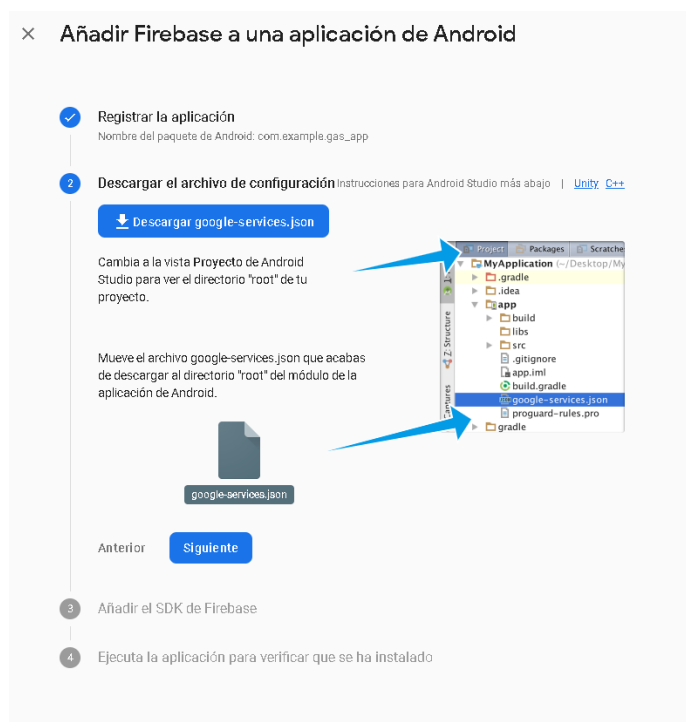 Añadir Firebase a una aplicación de Android
Registrar la aplicación
Nombre del paquete de Android: com.example.gas_app
2 Descargar el archivo de configuración Instrucciones para Android Studio más abajo | Unity C++
Descargar google-services.json
Cambia a la vista Proyecto de Android
Studio para ver el directorio "root" de tu
proyecto.
Mueve el archivo google-services.json que acabas
de descargar al directorio "root" del módulo de la
aplicación de Android.
google-services.json
Project Packages Scratche
MyApplication (~/Desktop/My
.gradle
.idea
app
build
libs
src
.gitignore
app.iml
build.gradle
google-services.json
proguard-rules.pro
gradle
Z: Structure
Captures
Anterior Siguiente
3 Añadir el SDK de Firebase
4 Ejecuta la aplicación para verificar que se ha instalado